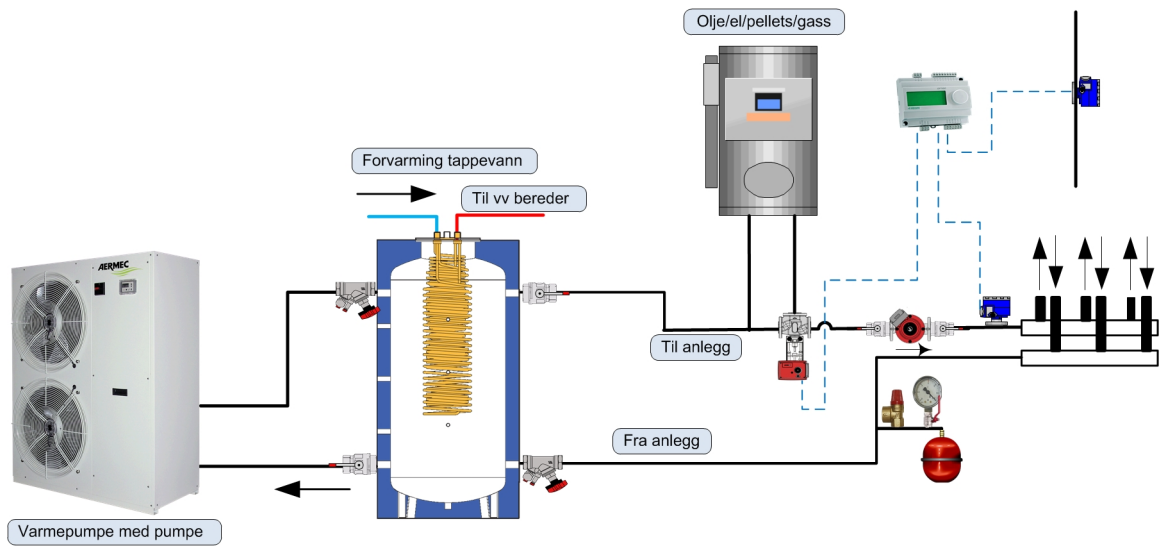 Olje/el/pellets/gass
Forvarming tappevann
Til vv bereder
AERMEC
Til anlegg
Fra anlegg
Varmepumpe med pumpe